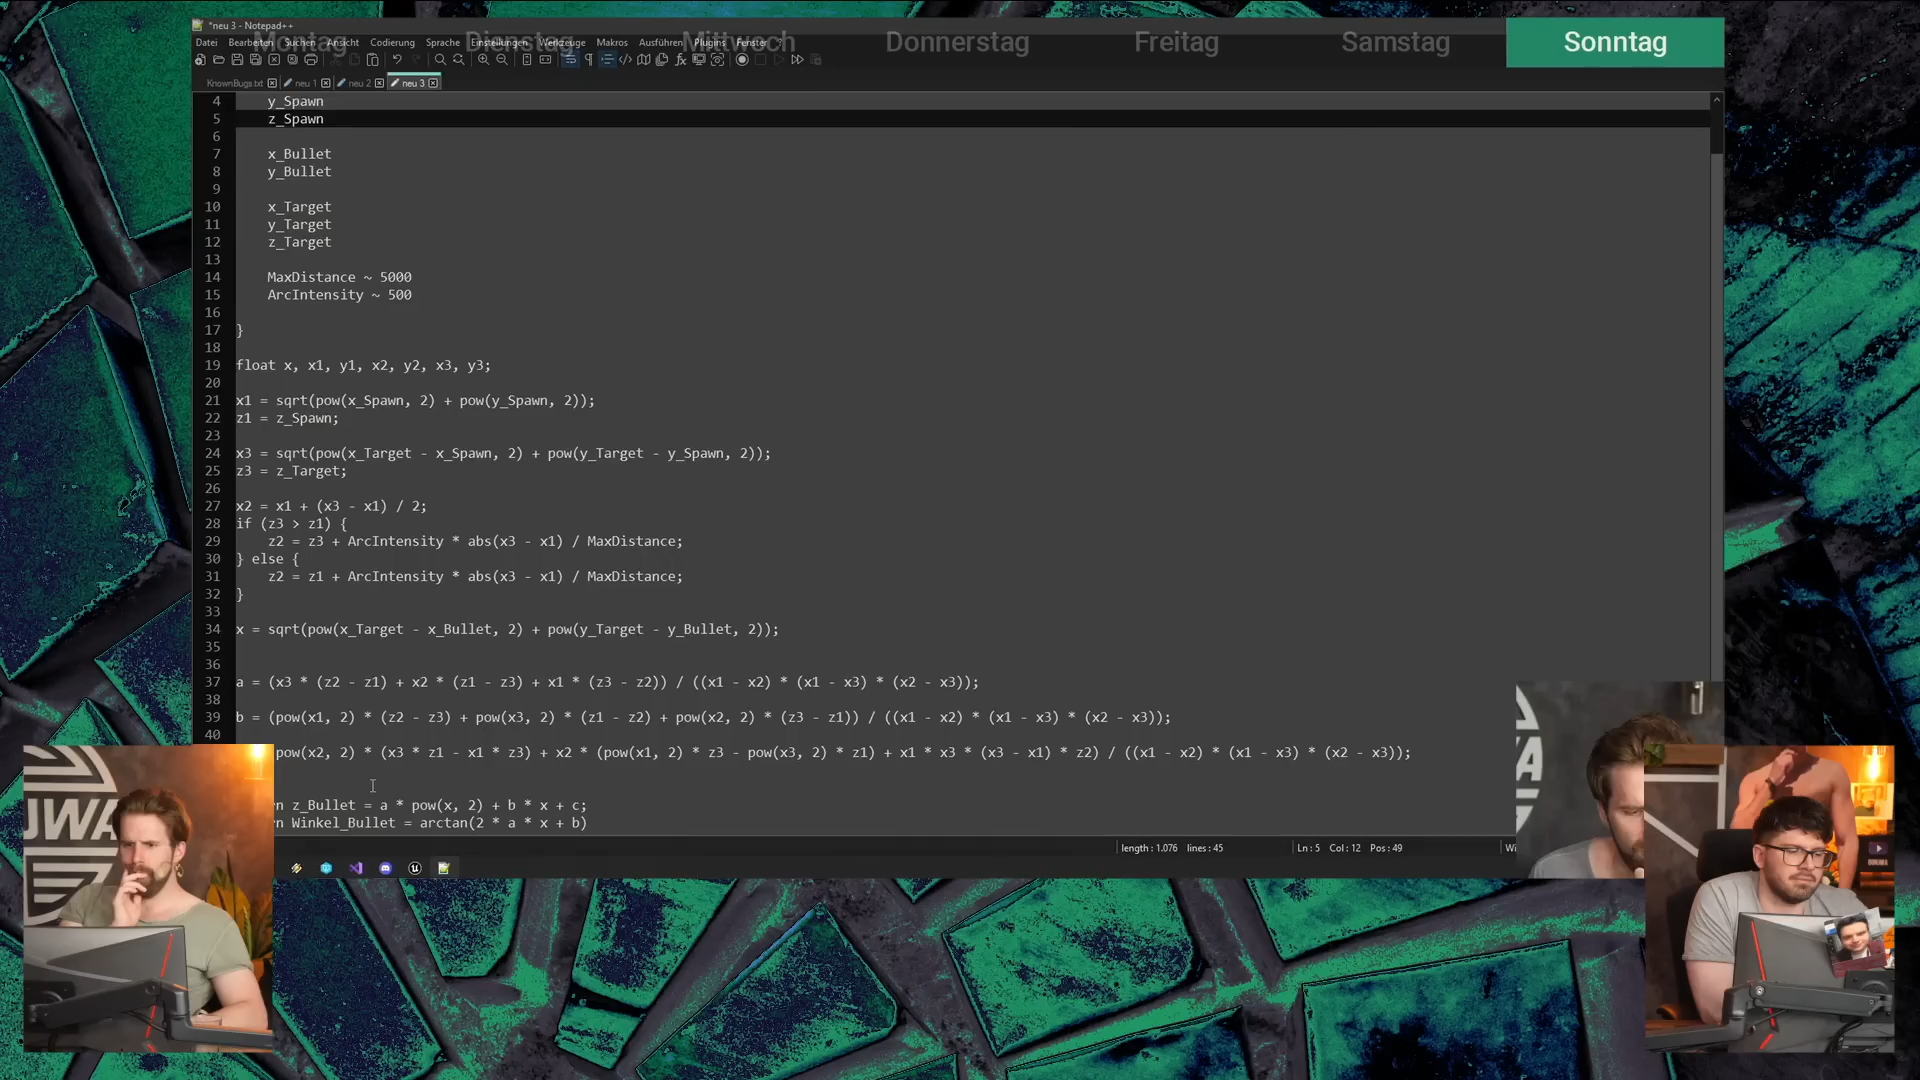 Montag Dienstag Mittwoch Donnerstag Freitag Samstag Sonntag
*neu 3 - Notepad++
Datei Bearbeiten Suchen Ansicht Codierung Sprache Einstellungen Werkzeuge Makros Ausführen Plugins Fenster ?
KnownBugs.txt neu 1 neu 2 neu 3
4 y_Spawn
5 z_Spawn
6
7 x_Bullet
8 y_Bullet
9
10 x_Target
11 y_Target
12 z_Target
13
14 MaxDistance ~ 5000
15 ArcIntensity ~ 500
16
17 }
18
19 float x, x1, y1, x2, y2, x3, y3;
20
21 x1 = sqrt(pow(x_Spawn, 2) + pow(y_Spawn, 2));
22 z1 = z_Spawn;
23
24 x3 = sqrt(pow(x_Target - x_Spawn, 2) + pow(y_Target - y_Spawn, 2));
25 z3 = z_Target;
26
27 x2 = x1 + (x3 - x1) / 2;
28 if (z3 > z1) {
29 z2 = z3 + ArcIntensity * abs(x3 - x1) / MaxDistance;
30 } else {
31 z2 = z1 + ArcIntensity * abs(x3 - x1) / MaxDistance;
32 }
33
34 x = sqrt(pow(x_Target - x_Bullet, 2) + pow(y_Target - y_Bullet, 2));
35
36
37 a = (x3 * (z2 - z1) + x2 * (z1 - z3) + x1 * (z3 - z2)) / ((x1 - x2) * (x1 - x3) * (x2 - x3));
38
39 b = (pow(x1, 2) * (z2 - z3) + pow(x3, 2) * (z1 - z2) + pow(x2, 2) * (z3 - z1)) / ((x1 - x2) * (x1 - x3) * (x2 - x3));
40
pow(x2, 2) * (x3 * z1 - x1 * z3) + x2 * (pow(x1, 2) * z3 - pow(x3, 2) * z1) + x1 * x3 * (x3 - x1) * z2) / ((x1 - x2) * (x1 - x3) * (x2 - x3));
rn z_Bullet = a * pow(x, 2) + b * x + c;
rn Winkel_Bullet = arctan(2 * a * x + b)
length : 1.076 lines : 45 Ln : 5 Col : 12 Pos : 49 Wi